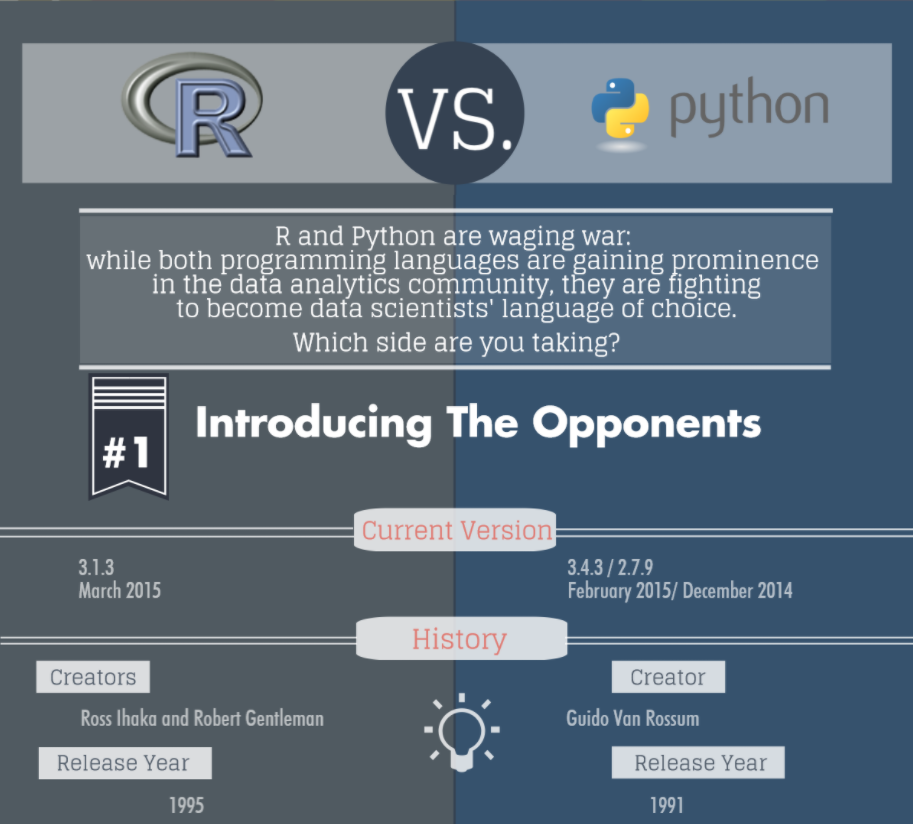 R
VS.
python
R and Python are waging war:
while both programming languages are gaining prominence
in the data analytics community, they are fighting
to become data scientists' language of choice.
Which side are you taking?
#1
Introducing The Opponents
Current Version
3.1.3
March 2015
3.4.3 / 2.7.9
February 2015/ December 2014
History
Creators
Ross Ihaka and Robert Gentleman
Release Year
1995
Creator
Guido Van Rossum
Release Year
1991